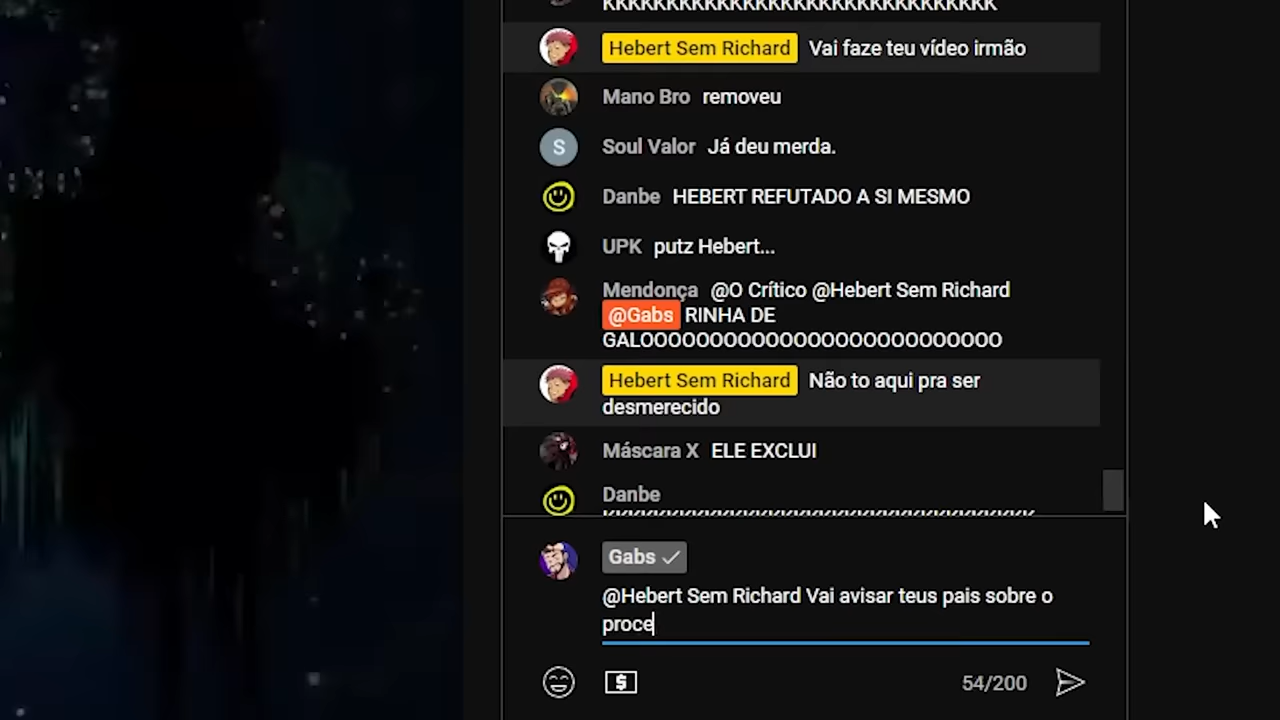 KKKKKKKKKKKKKKKKKKKKKKKKKKKKKKK
Hebert Sem Richard Vai faze teu vídeo irmão
Mano Bro removeu
S Soul Valor Já deu merda.
Danbe HEBERT REFUTADO A SI MESMO
UPK putz Hebert...
Mendonça @O Crítico @Hebert Sem Richard
@Gabs RINHA DE
GALOOOOOOOOOOOOOOOOOOOOOOOOOO
Hebert Sem Richard Não to aqui pra ser
desmerecido
Máscara X ELE EXCLUI
Danbe
Gabs
@Hebert Sem Richard Vai avisar teus pais sobre o
proce
54/200